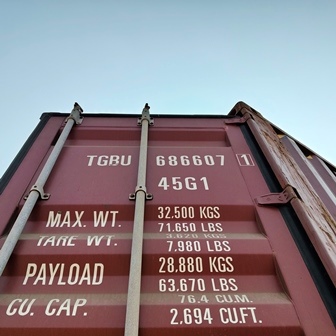 TGBU 686607 1
45G1
MAX. WT. 32.500 KGS
71.650 LBS
TARE WT. 3.620 KGS
7.980 LBS
PAYLOAD 28.880 KGS
63.670 LBS
CU. CAP. 76.4 CU.M.
2.694 CU.FT.